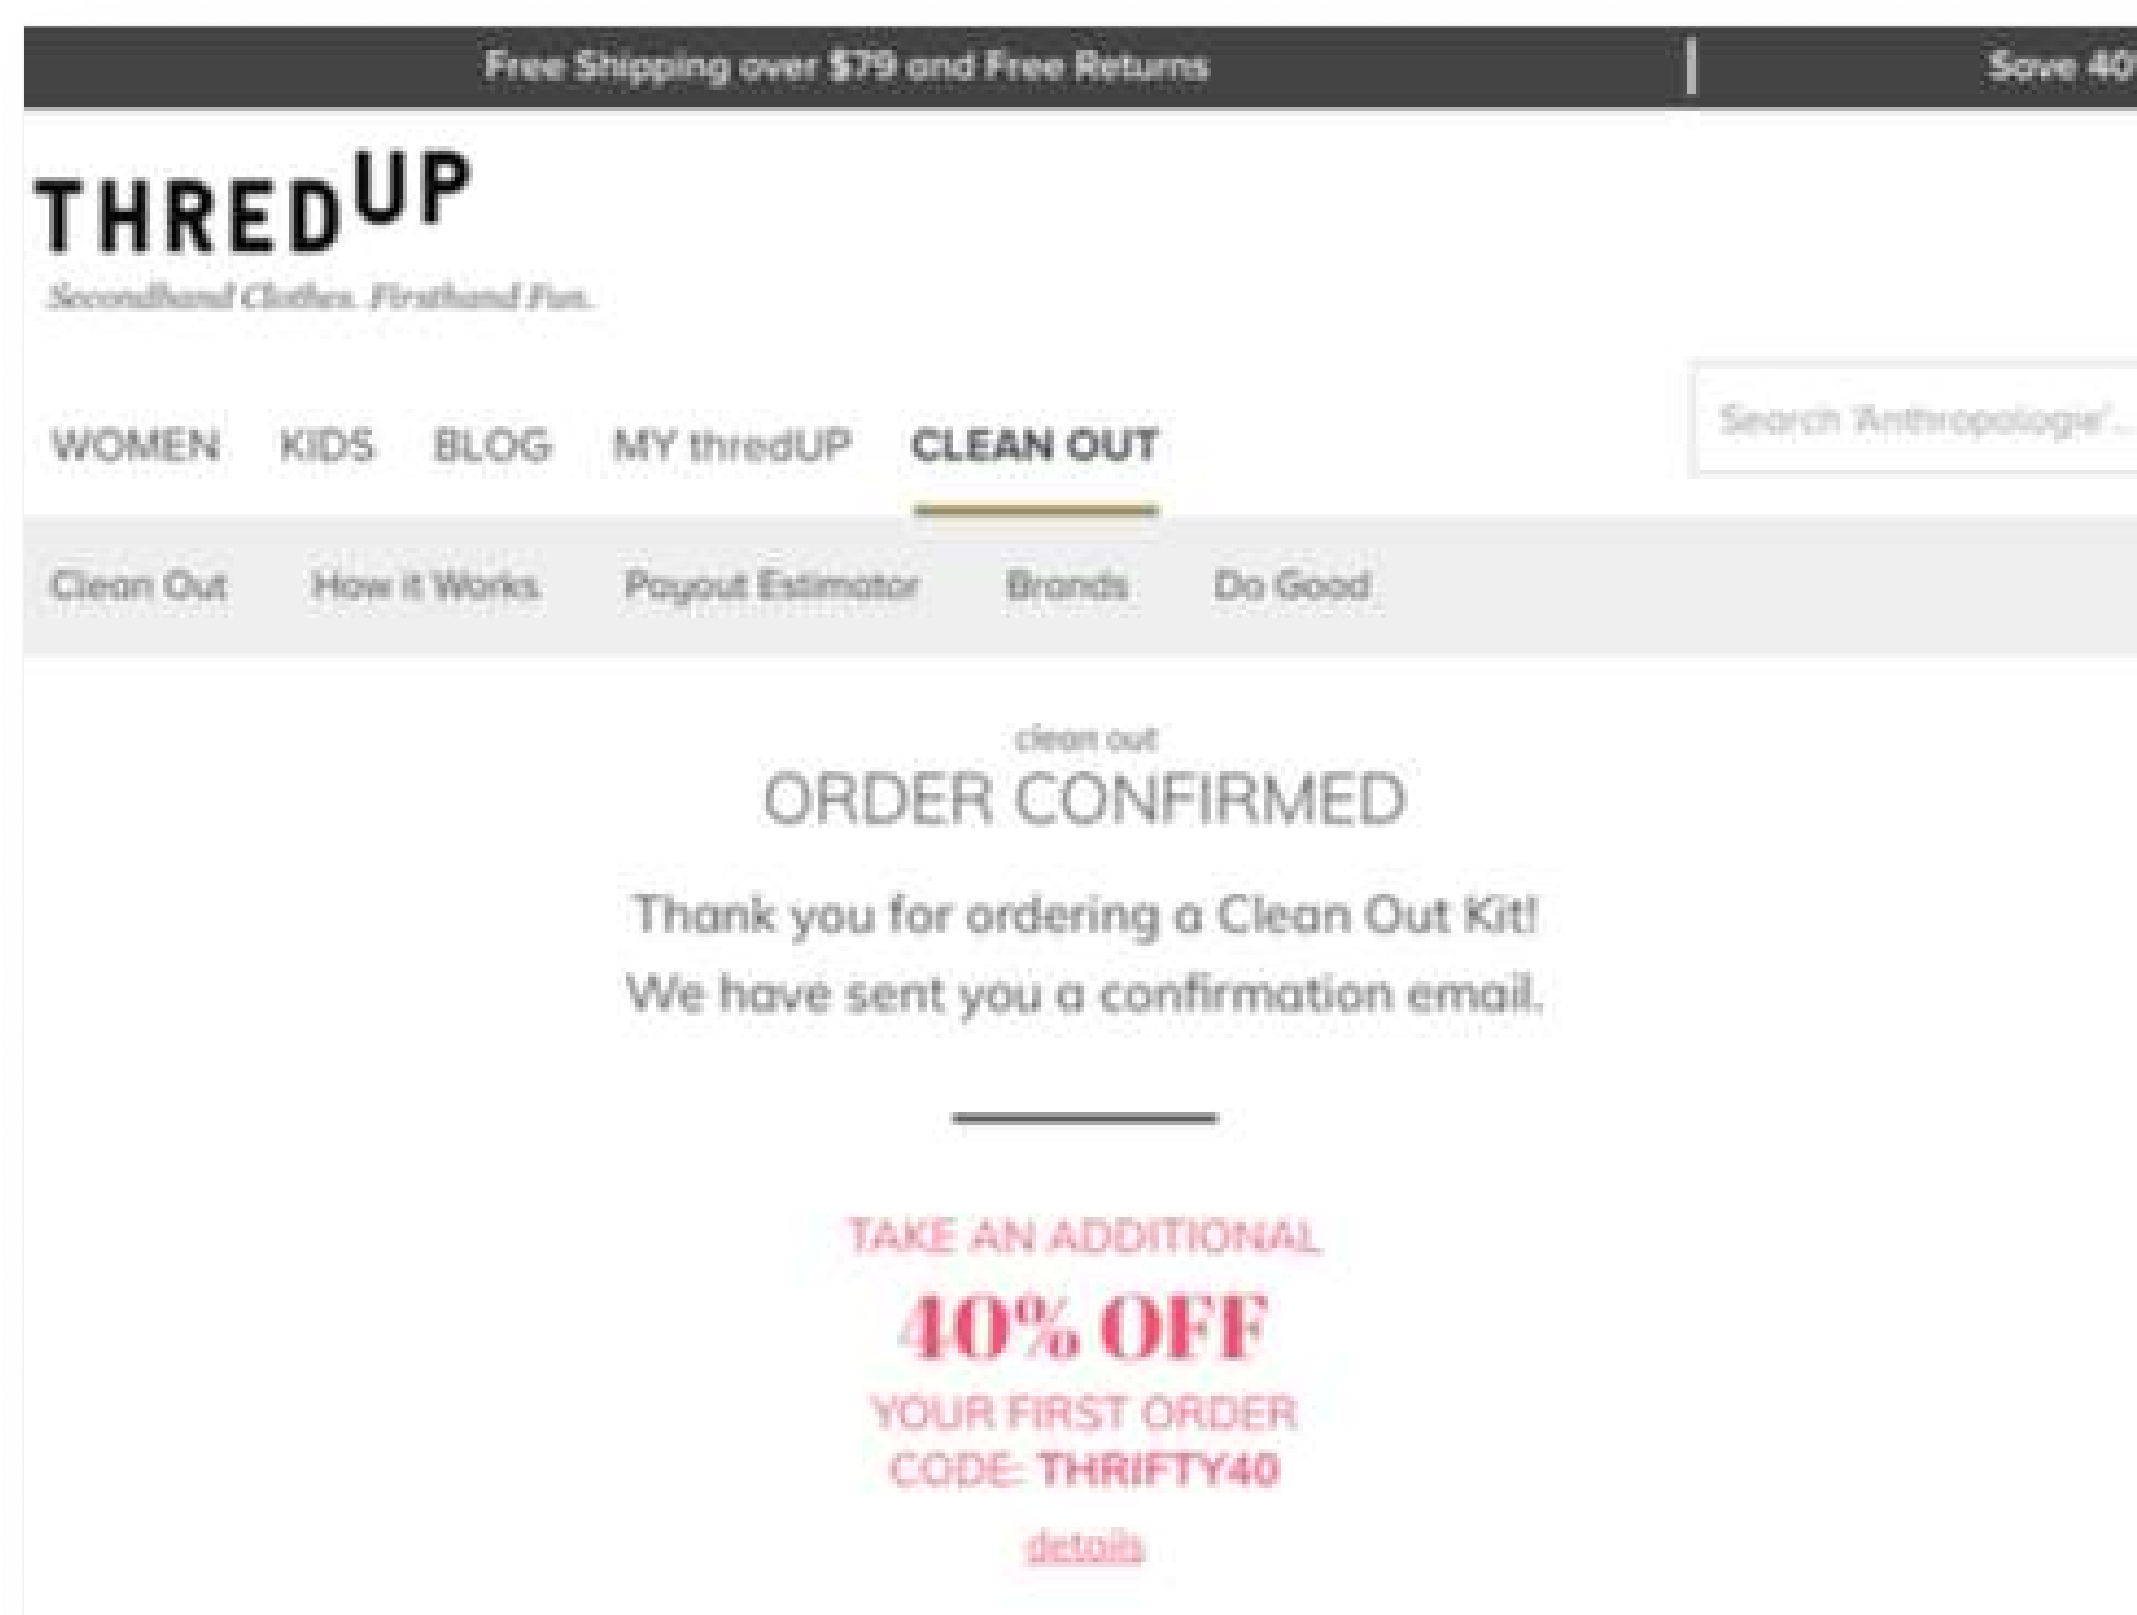 Free Shipping over $79 and Free Returns | Save 40%
THREDUP
Secondhand Clothes. Firsthand Fun.
Search 'Anthropologie'...
WOMEN KIDS BLOG MY thredUP CLEAN OUT
Clean Out How it Works Payout Estimator Brands Do Good
clean out
ORDER CONFIRMED
Thank you for ordering a Clean Out Kit!
We have sent you a confirmation email.
TAKE AN ADDITIONAL
40% OFF
YOUR FIRST ORDER
CODE: THRIFTY40
details